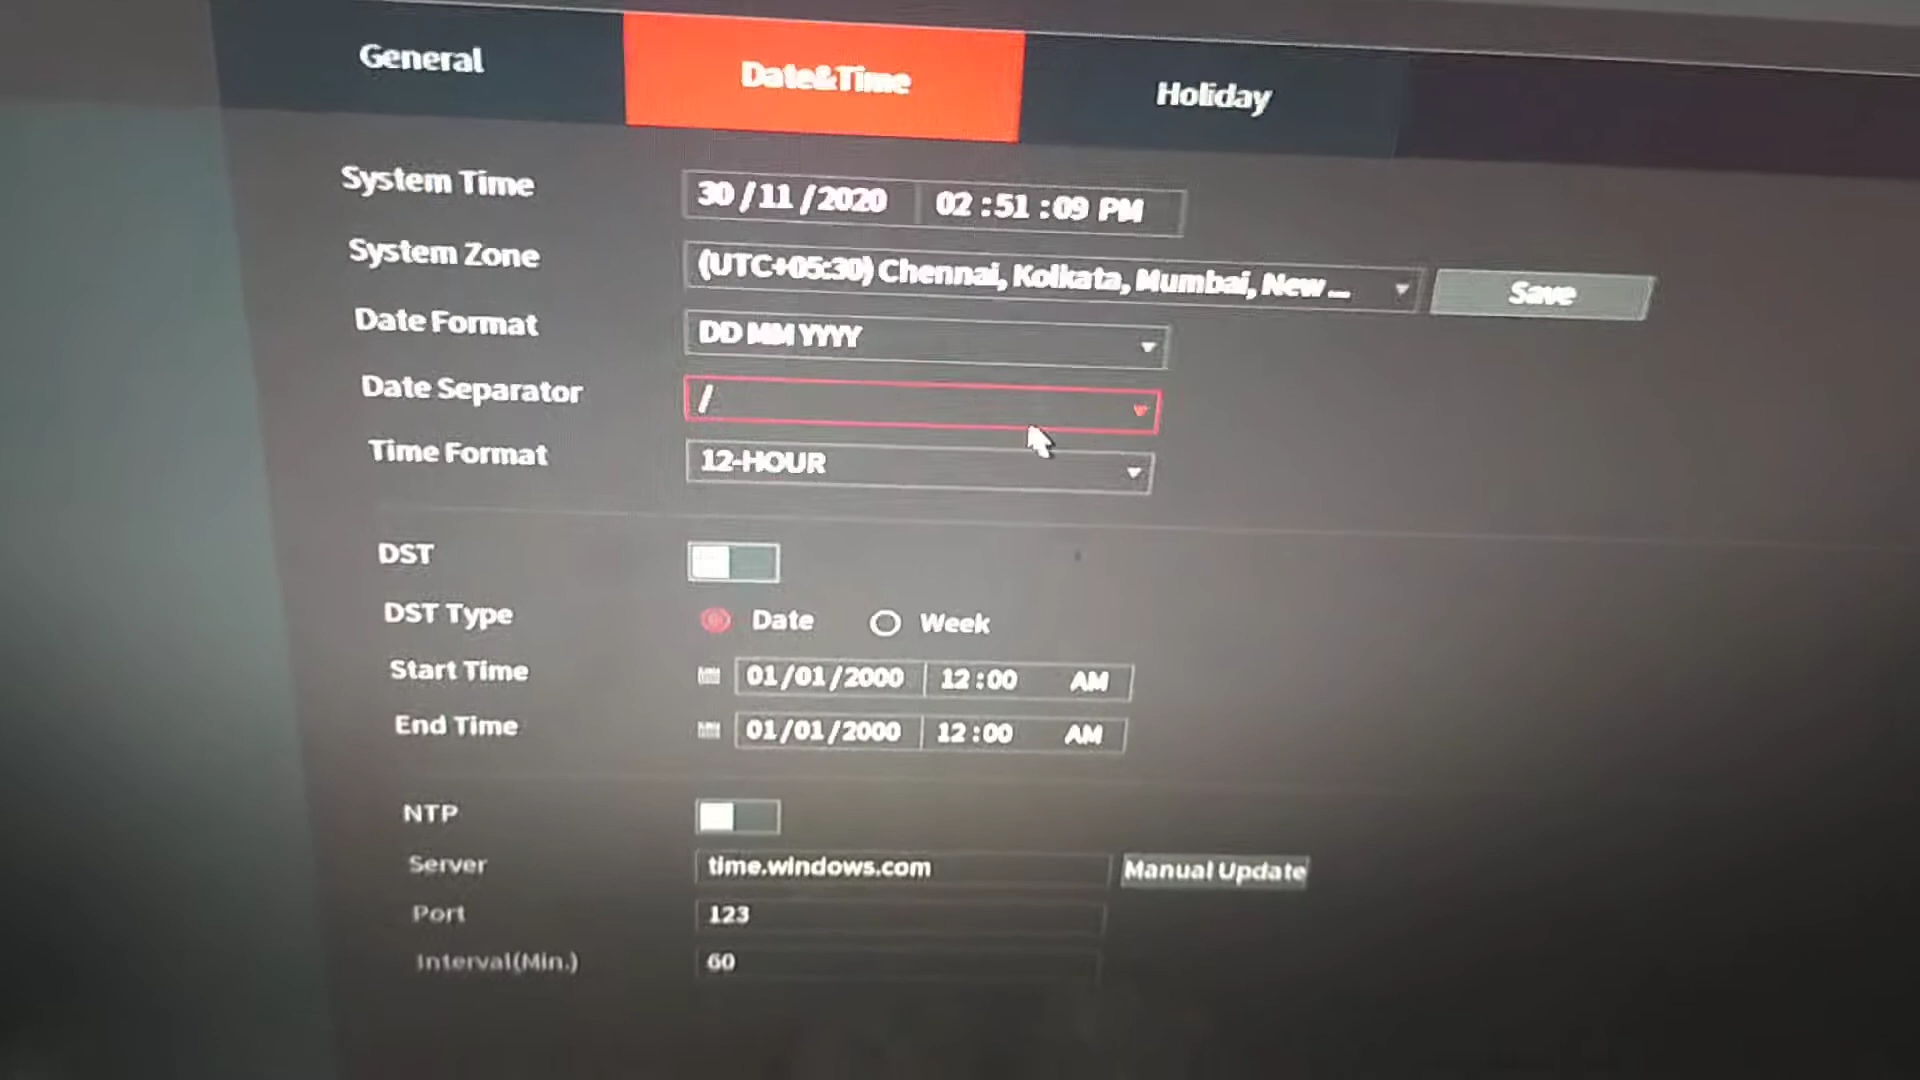 General Date&Time Holiday
System Time 30 /11 /2020 02 :51 :09 PM
System Zone (UTC+05:30) Chennai, Kolkata, Mumbai, New ... Save
Date Format DD MM YYYY
Date Separator /
Time Format 12-HOUR
DST
DST Type Date Week
Start Time 01/01/2000 12:00 AM
End Time 01/01/2000 12:00 AM
NTP
Server time.windows.com Manual Update
Port 123
Interval(Min.) 60